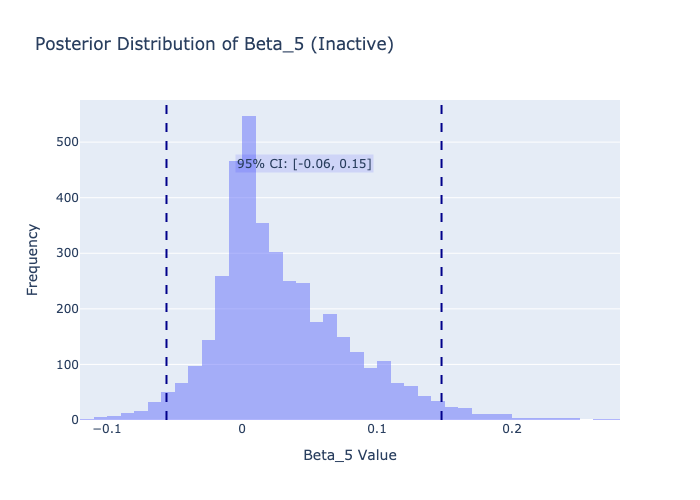 Posterior Distribution of Beta_5 (Inactive)
95% CI: [-0.06, 0.15]
Frequency
500
400
300
200
100
0
−0.1
0
0.1
0.2
Beta_5 Value